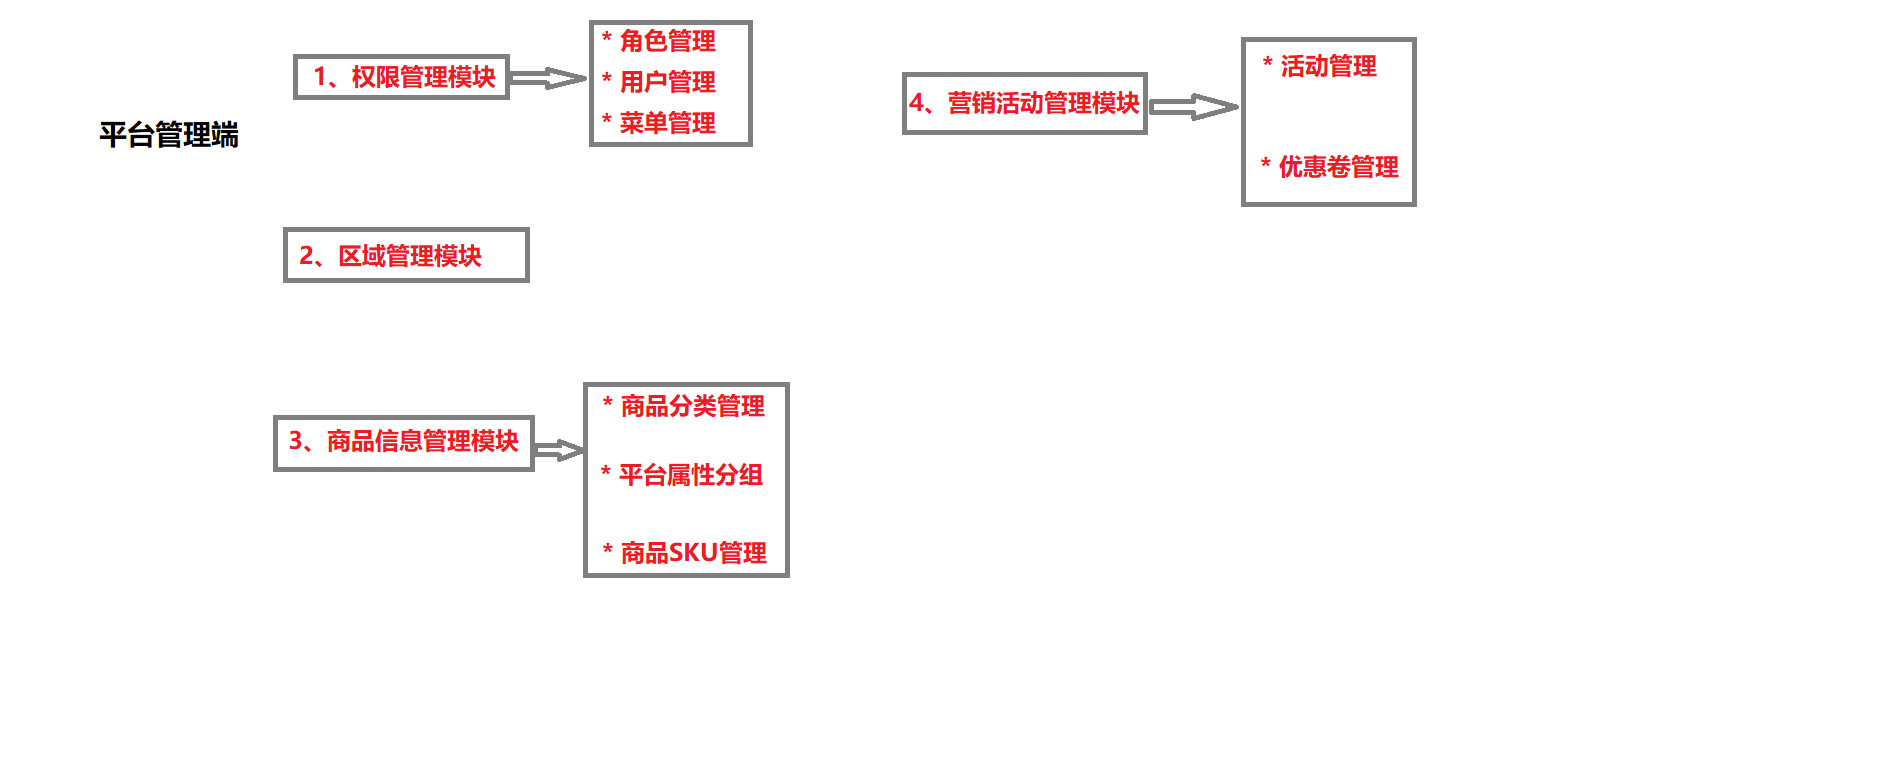 平台管理端
1、权限管理模块
* 角色管理
* 用户管理
* 菜单管理
2、区域管理模块
3、商品信息管理模块
* 商品分类管理
* 平台属性分组
* 商品SKU管理
4、营销活动管理模块
* 活动管理
* 优惠卷管理